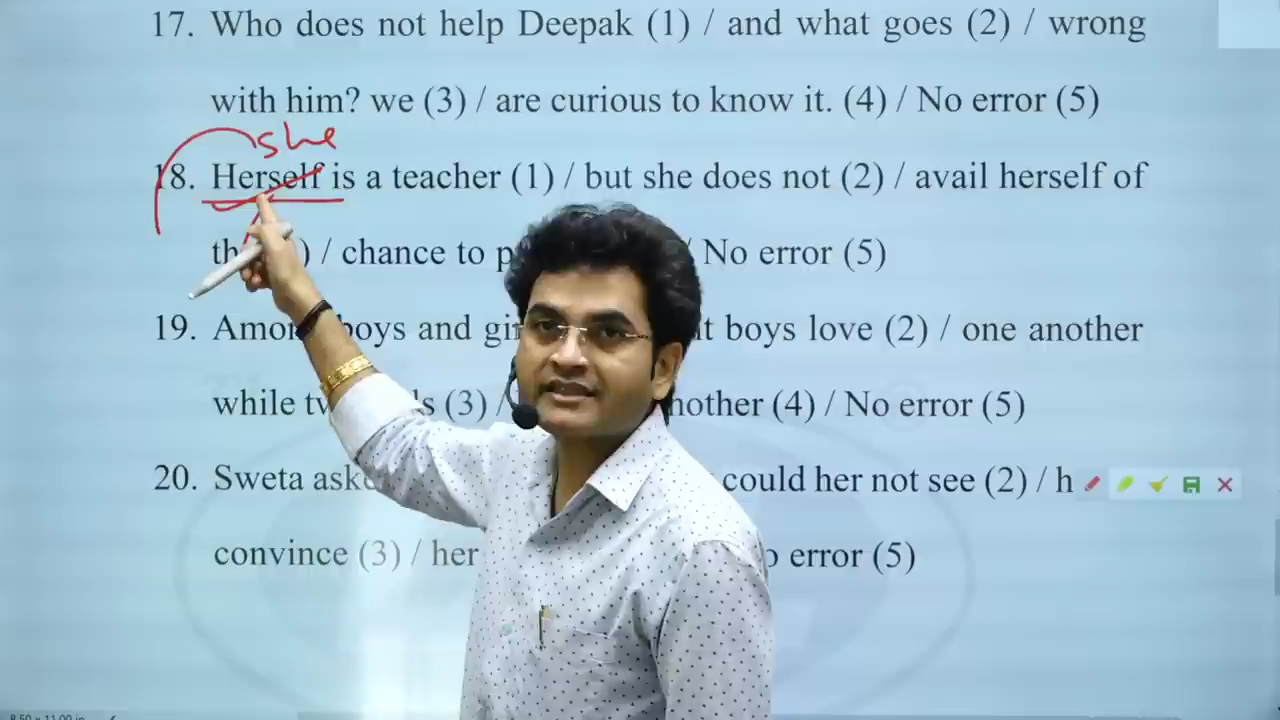 17. Who does not help Deepak (1) / and what goes (2) / wrong
with him? we (3) / are curious to know it. (4) / No error (5)
she
18. Herself is a teacher (1) / but she does not (2) / avail herself of
) / chance to / No error (5)
19. boys and boys love (2) / one another
while (3) / (4) / No error (5)
20. Sweta could her not see (2) / h
convince (3) / her error (5)